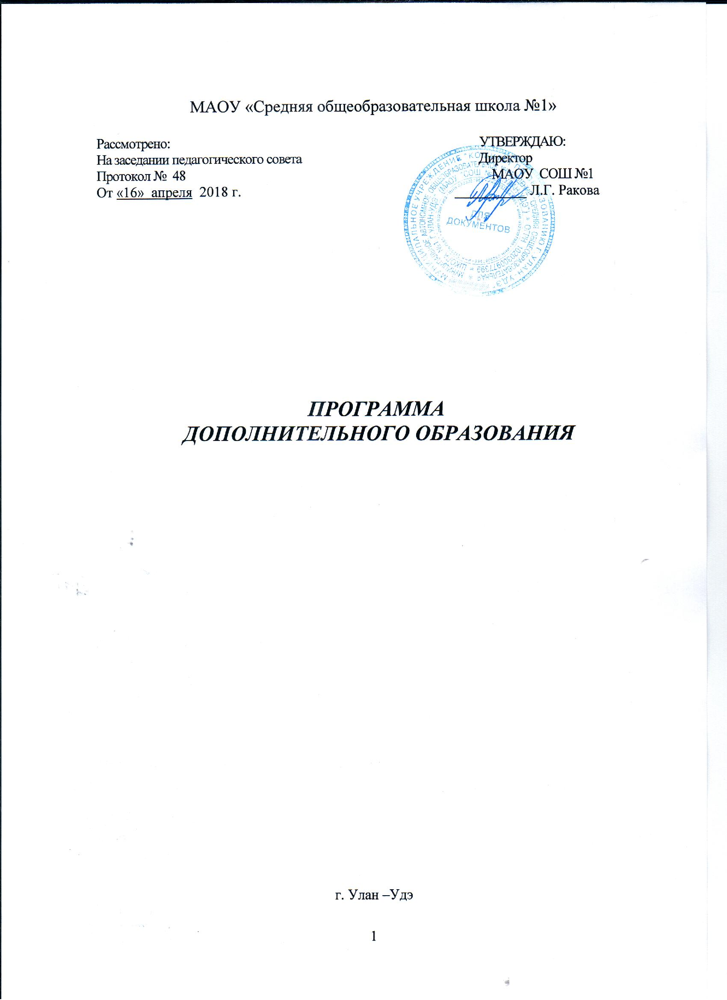 МАОУ «Средняя общеобразовательная школа №1»
Рассмотрено:
На заседании педагогического совета
Протокол № 48
От «16» апреля 2018 г.
УТВЕРЖДАЮ:
Директор
МАОУ СОШ №1
Л.Г. Ракова
ДЛЯ
ДОКУМЕНТОВ
ПРОГРАММА
ДОПОЛНИТЕЛЬНОГО ОБРАЗОВАНИЯ
г. Улан –Удэ
1